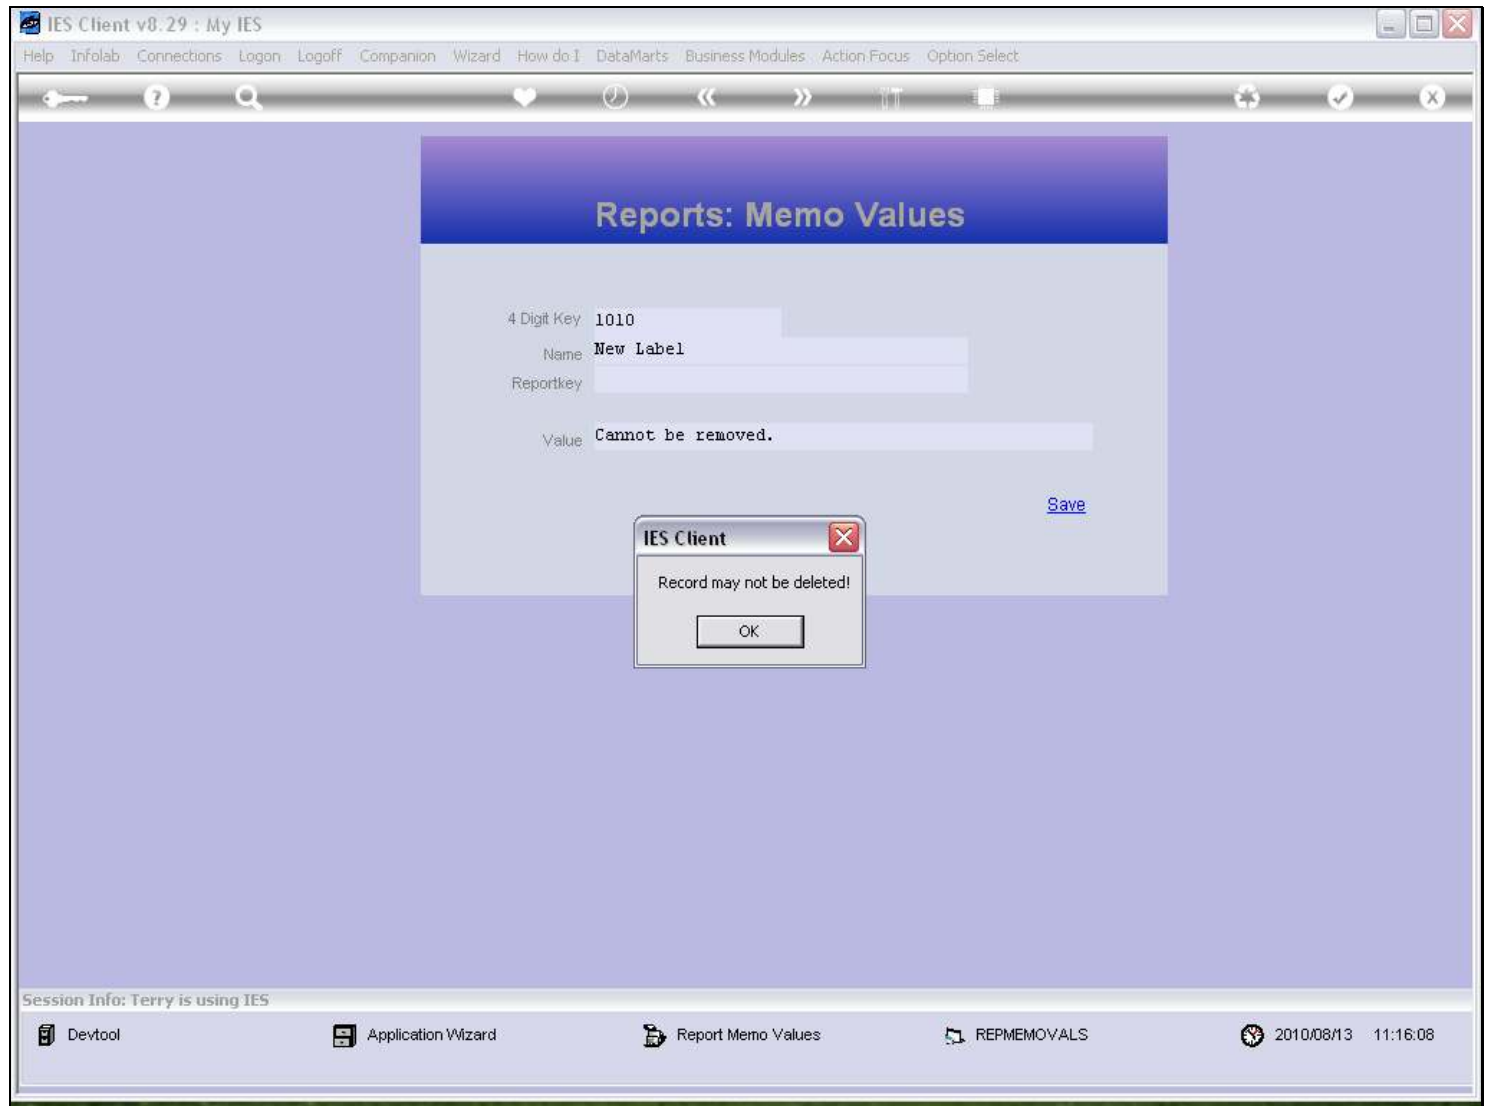 IES Client v8.29 : My IES
Help Infolab Connections Logon Logoff Companion Wizard How do I DataMarts Business Modules Action Focus Option Select
Reports: Memo Values
4 Digit Key 1010
Name New Label
Reportkey
Value Cannot be removed.
Save
IES Client
Record may not be deleted!
OK
Session Info: Terry is using IES
Devtool Application Wizard Report Memo Values REPMEMOVALS 2010/08/13 11:16:08